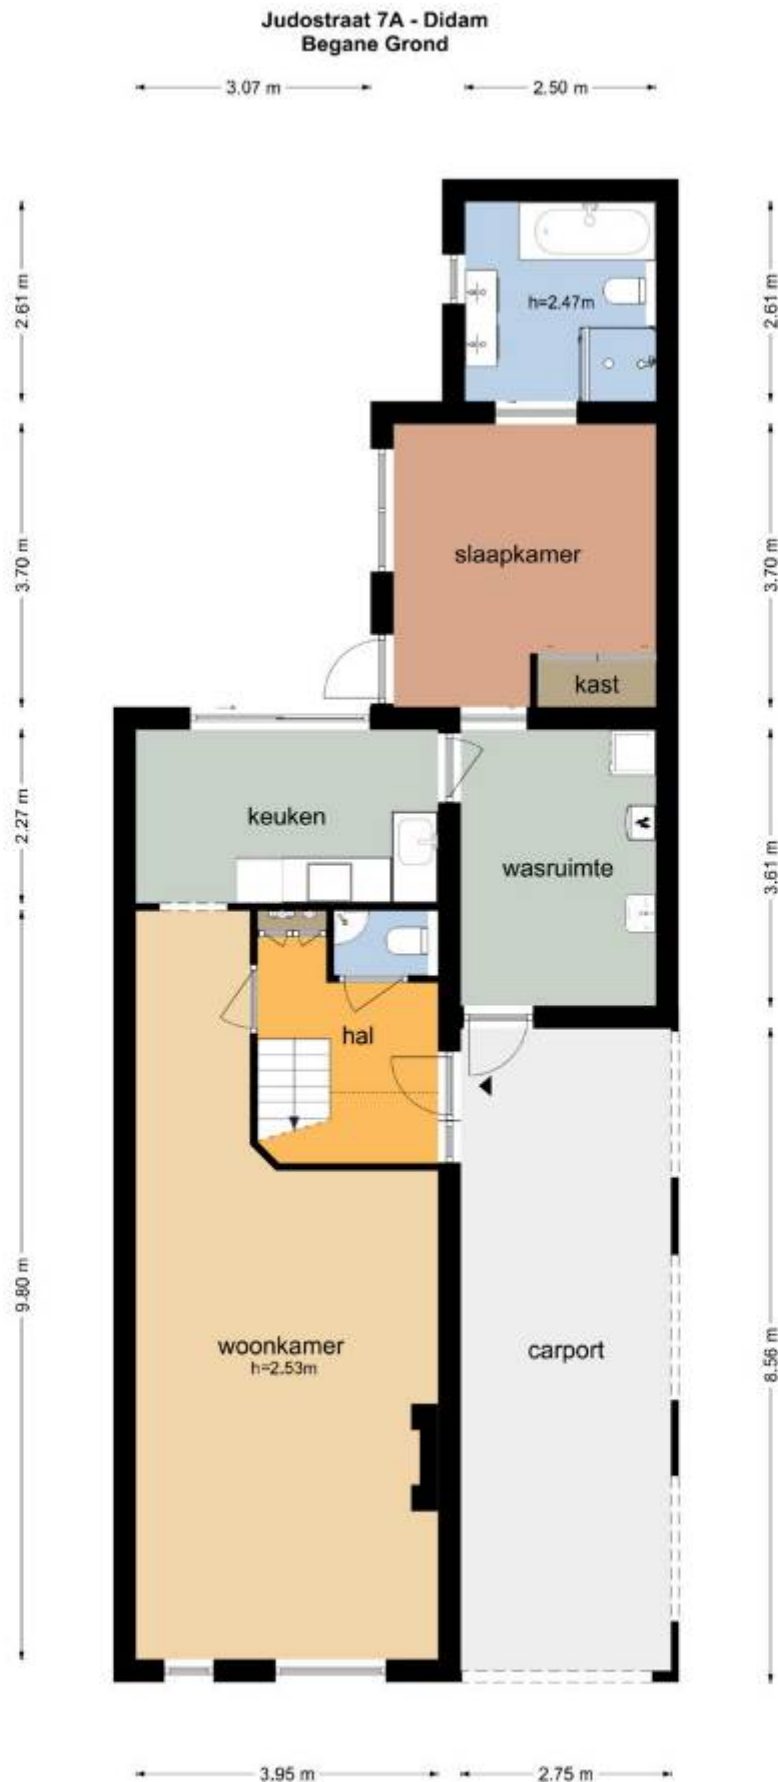 Judostraat 7A - Didam
Begane Grond
3.07 m
2.50 m
2.61 m
h=2.47m
2.61 m
3.70 m
slaapkamer
3.70 m
kast
2.27 m
keuken
wasruimte
3.61 m
hal
9.80 m
woonkamer
h=2.53m
carport
8.56 m
3.95 m
2.75 m